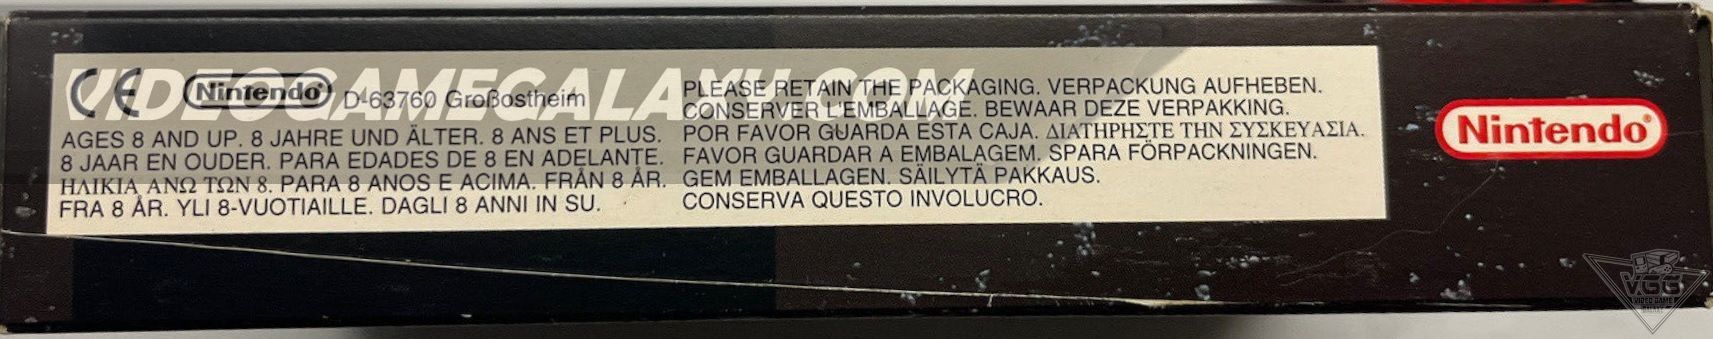 VIDEOGAMEGALAXY.COM
CE Nintendo® D-63760 Großostheim
AGES 8 AND UP. 8 JAHRE UND ÄLTER. 8 ANS ET PLUS.
8 JAAR EN OUDER. PARA EDADES DE 8 EN ADELANTE.
ΗΛΙΚΙΑ ΑΝΩ ΤΩΝ 8. PARA 8 ANOS E ACIMA. FRÅN 8 ÅR.
FRA 8 ÅR. YLI 8-VUOTIAILLE. DAGLI 8 ANNI IN SU.
PLEASE RETAIN THE PACKAGING. VERPACKUNG AUFHEBEN.
CONSERVER L'EMBALLAGE. BEWAAR DEZE VERPAKKING.
POR FAVOR GUARDA ESTA CAJA. ΔΙΑΤΗΡΗΣΤΕ ΤΗΝ ΣΥΣΚΕΥΑΣΙΑ.
FAVOR GUARDAR A EMBALAGEM. SPARA FÖRPACKNINGEN.
GEM EMBALLAGEN. SÄILYTÄ PAKKAUS.
CONSERVA QUESTO INVOLUCRO.
Nintendo®
VGG
VIDEO GAME